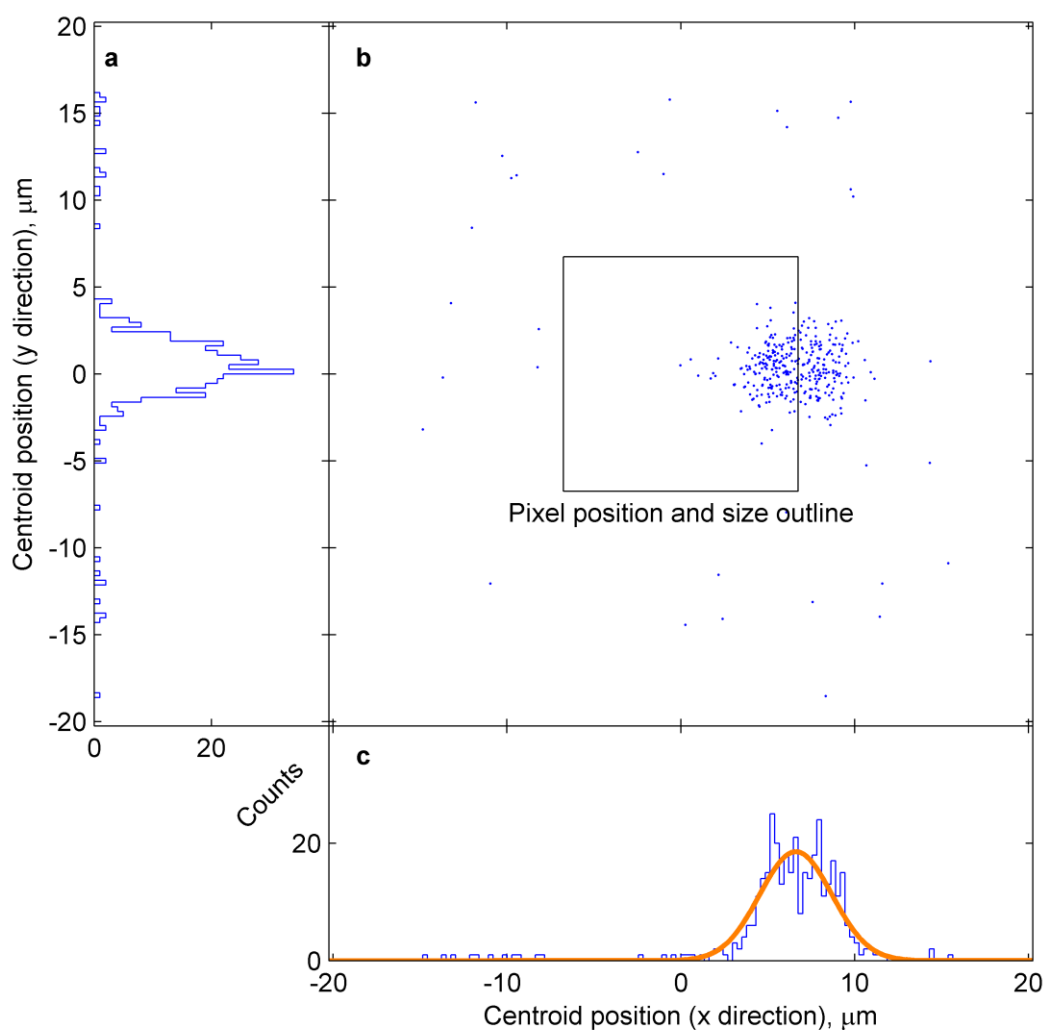 a
b
20
15
10
5
0
-5
-10
-15
-20
Centroid position (y direction), μm
Pixel position and size outline
0
20
Counts
c
20
0
-20
-10
0
10
20
Centroid position (x direction), μm